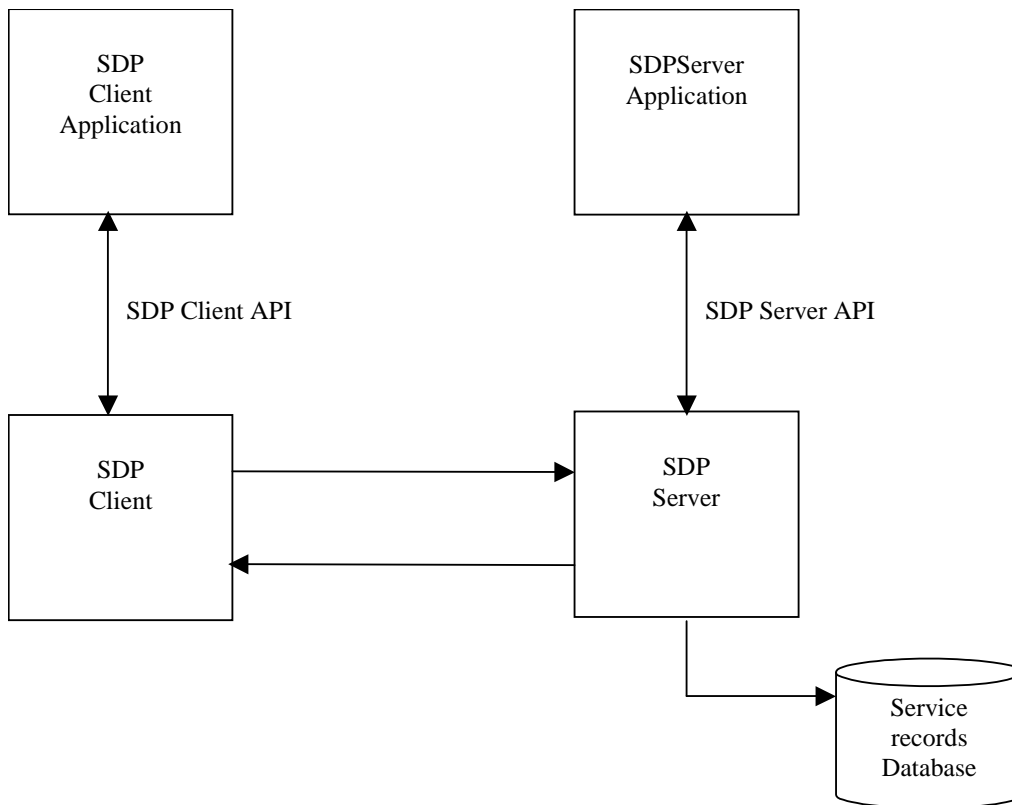 SDP
Client
Application
SDPServer
Application
SDP Client API
SDP Server API
SDP
Client
SDP
Server
Service
records
Database